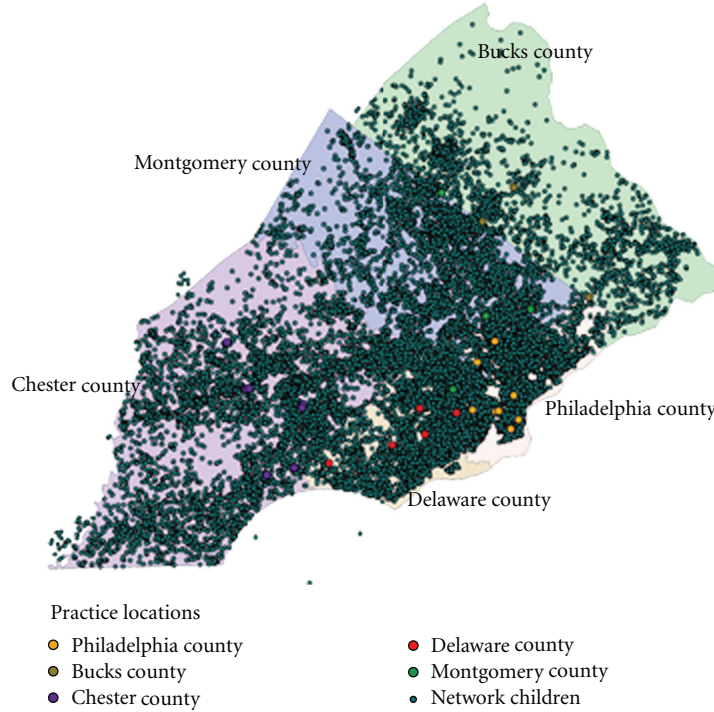 Bucks county
Montgomery county
Chester county
Philadelphia county
Delaware county
Practice locations
Philadelphia county
Bucks county
Chester county
Delaware county
Montgomery county
Network children